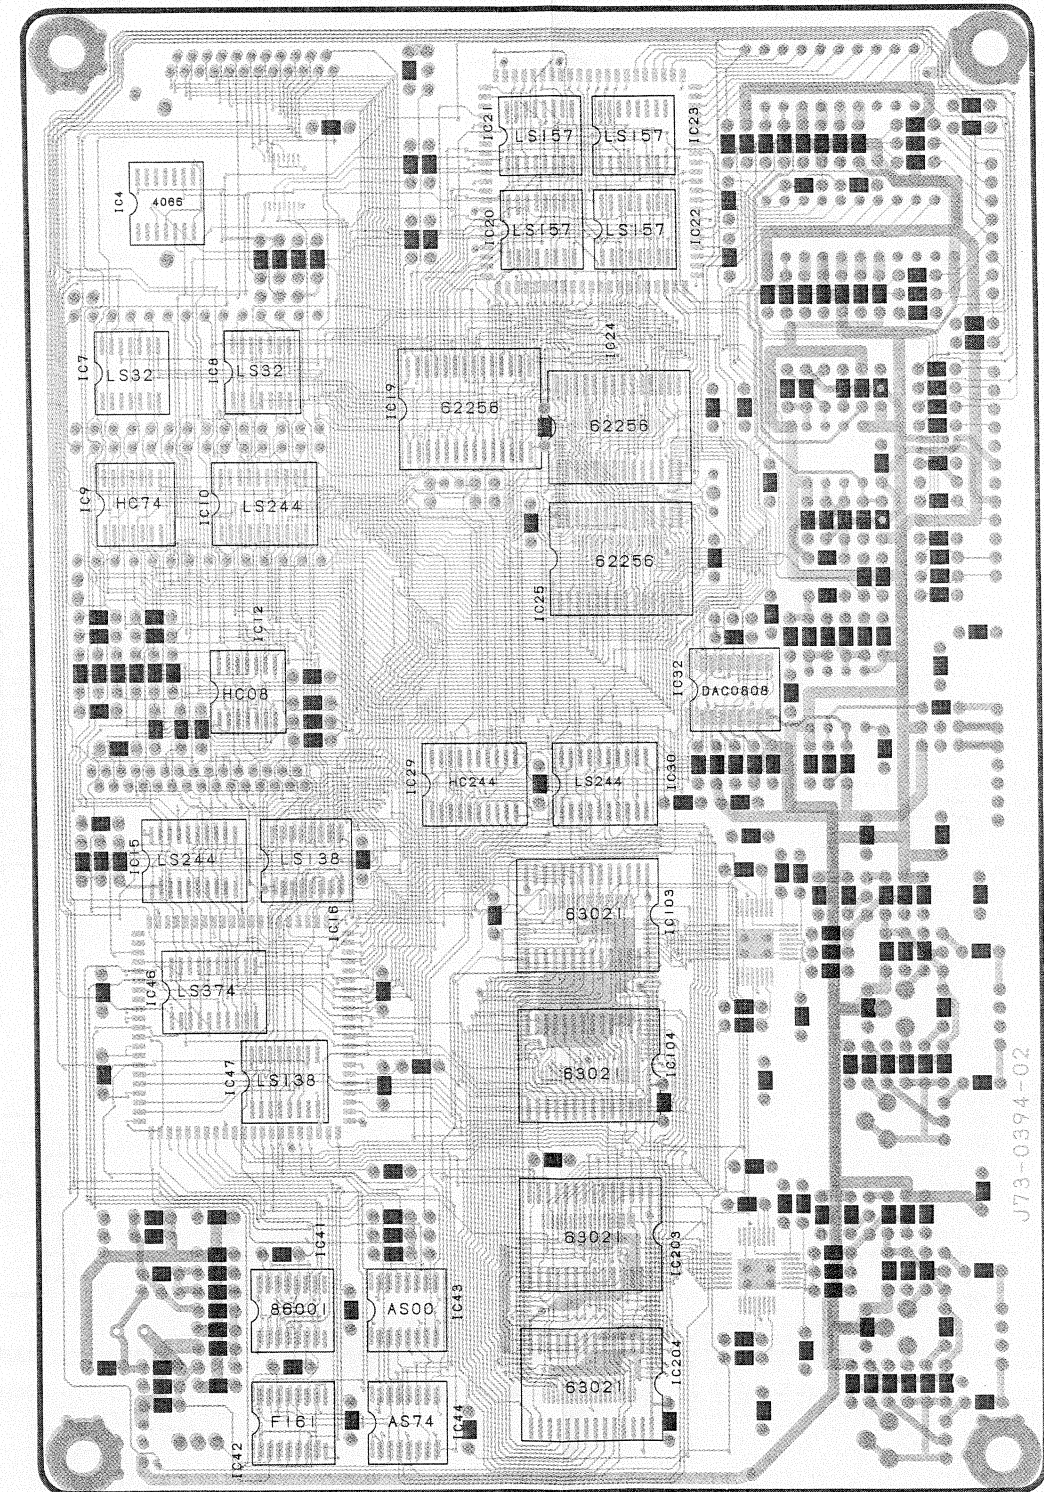 IC21
LS157
LS157
IC23
IC4
4066
IC20
LS157
LS157
IC22
IC24
IC7
LS32
IC8
LS32
IC19
62256
62256
IC9
HC74
IC10
LS244
62256
IC25
IC12
HC08
IC32
DAC0808
IC29
HC244
LS244
IC30
IC15
LS244
LS138
IC16
63021
IC103
IC46
LS374
IC47
LS138
63021
IC104
J73-0394-02
IC41
63021
IC203
86001
AS00
IC43
63021
IC204
F161
AS74
IC44
IC42